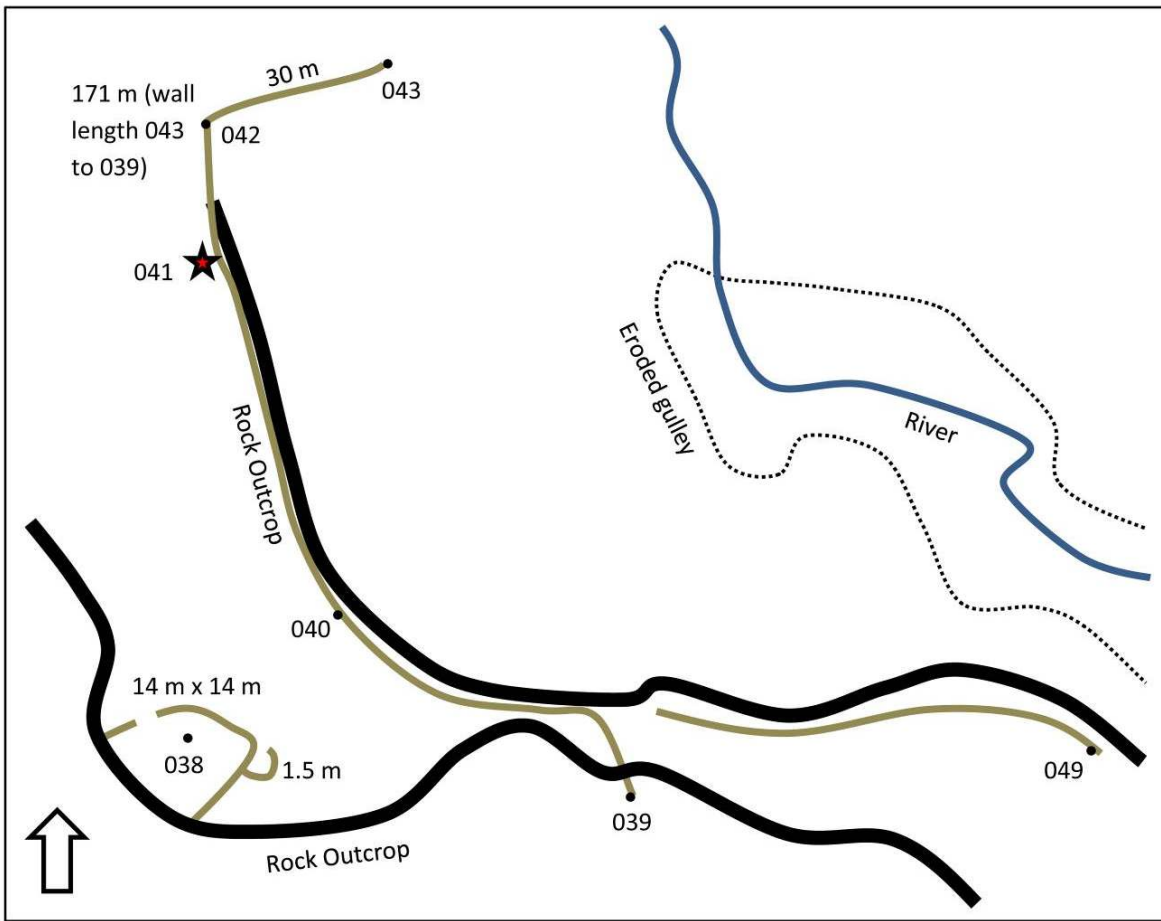 30 m
043
171 m (wall
length 043
to 039)
042
041
Eroded gulley
River
Rock Outcrop
040
14 m x 14 m
038
1.5 m
049
039
Rock Outcrop